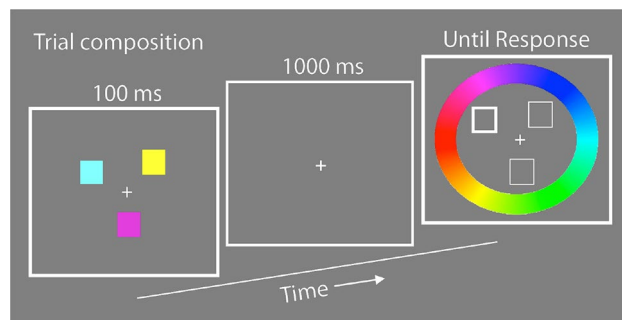 Trial composition
100 ms
1000 ms
Until Response
Time